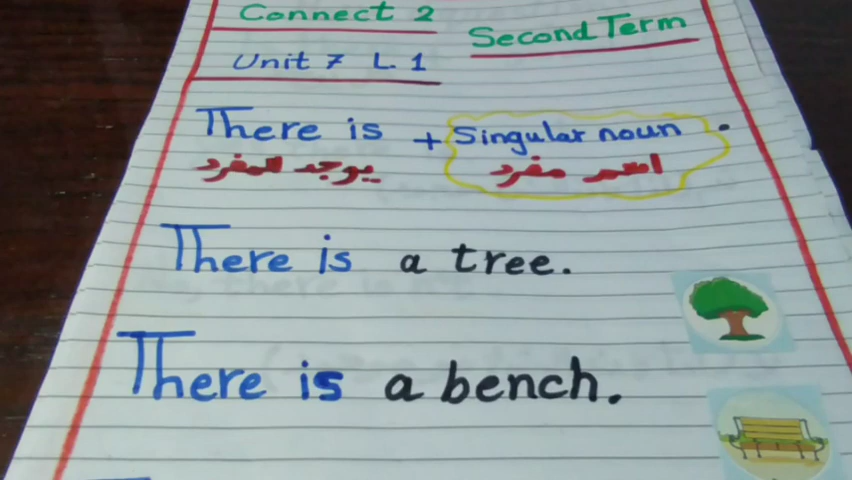 Connect 2
Second Term
Unit 7 L. 1
There is + Singular noun.
يوجد للمفرد
اسم مفرد
There is a tree.
There is a bench.